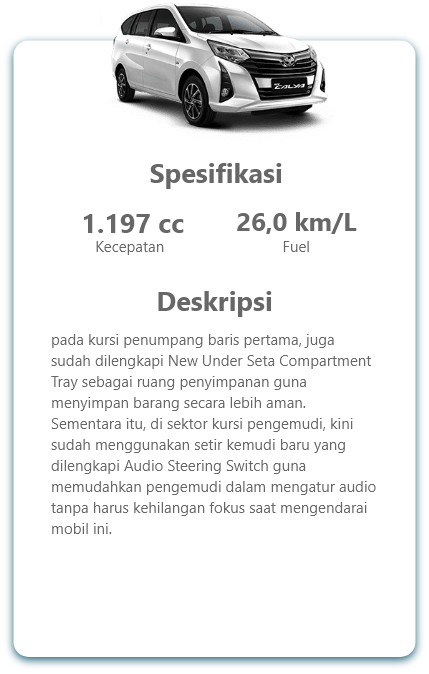 CALYA
Spesifikasi
1.197 cc
26,0 km/L
Kecepatan
Fuel
Deskripsi
pada kursi penumpang baris pertama, juga
sudah dilengkapi New Under Seta Compartment
Tray sebagai ruang penyimpanan guna
menyimpan barang secara lebih aman.
Sementara itu, di sektor kursi pengemudi, kini
sudah menggunakan setir kemudi baru yang
dilengkapi Audio Steering Switch guna
memudahkan pengemudi dalam mengatur audio
tanpa harus kehilangan fokus saat mengendarai
mobil ini.